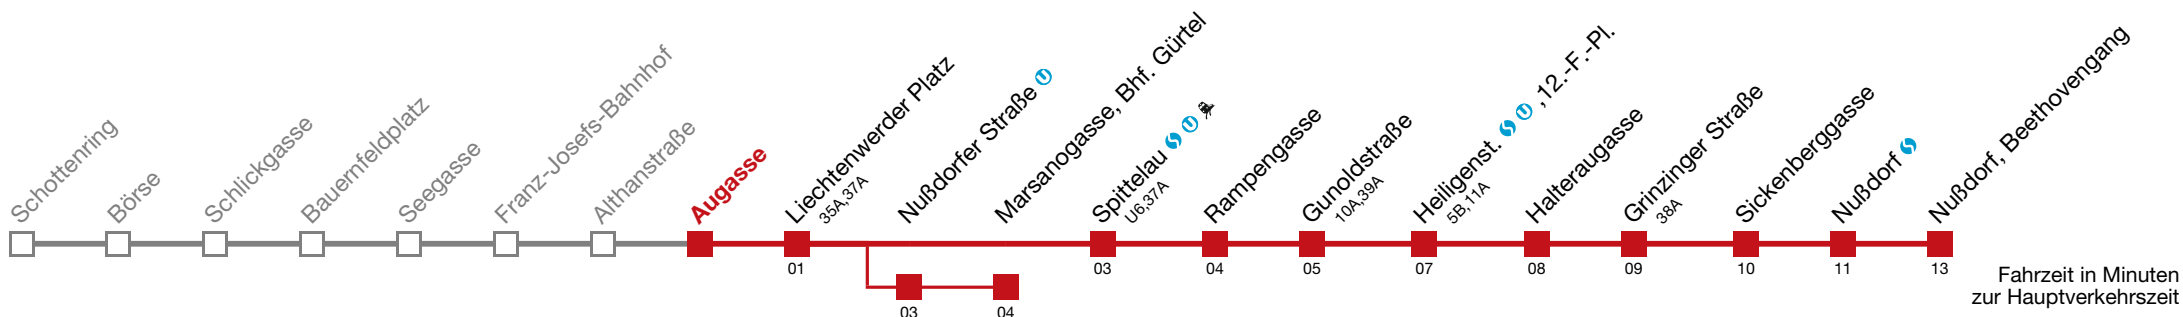 Schottenring
Börse
Schlickgasse
Bauernfeldplatz
Seegasse
Franz-Josefs-Bahnhof
Althanstraße
Augasse
Liechtenwerder Platz
35A,37A
Nußdorfer Straße U
Marsanogasse, Bhf. Gürtel
Spittelau S U
U6,37A
Rampengasse
Gunoldstraße
10A,39A
Heiligenst. S U ,12.-F.-Pl.
5B,11A
Halteraugasse
Grinzinger Straße
38A
Sickenberggasse
Nußdorf S
Nußdorf, Beethovengang
01
03
04
05
07
08
09
10
11
13
03
04
Fahrzeit in Minuten
zur Hauptverkehrszeit